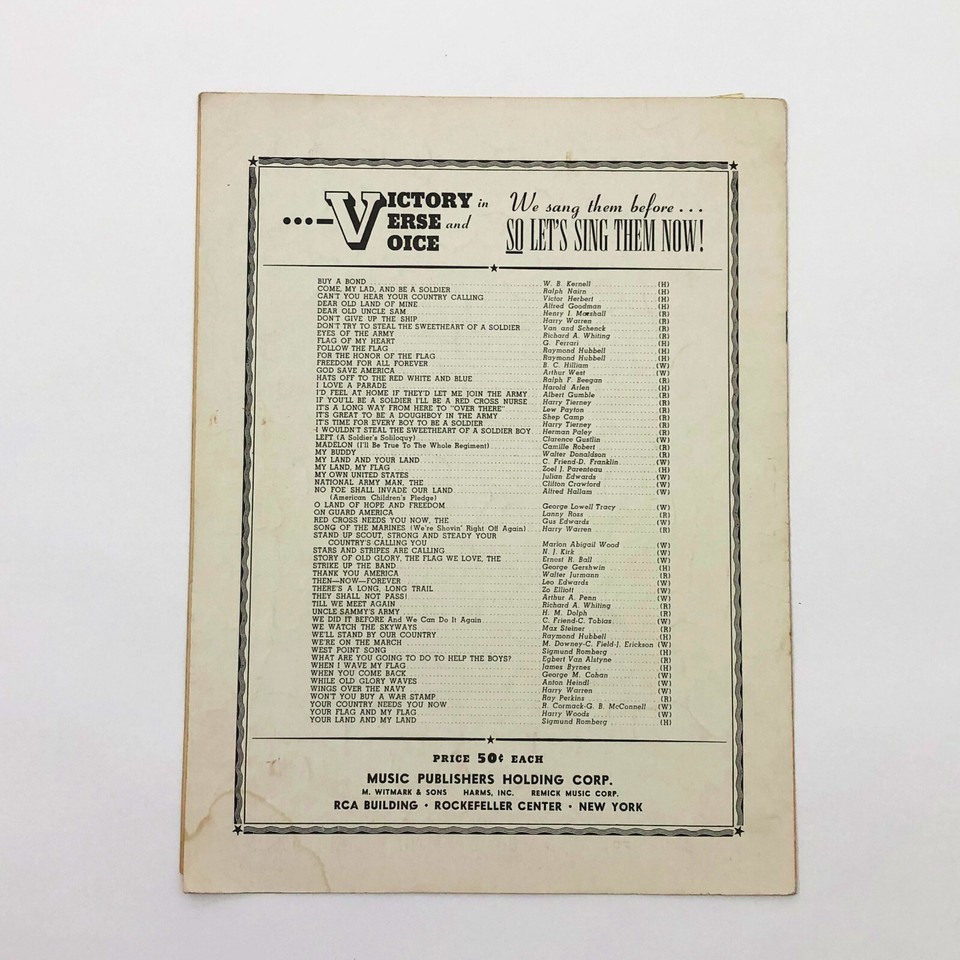 VICTORY in
VERSE and
VOICE
We sang them before . . .
SO LET'S SING THEM NOW!
BUY A BOND W. B. Kernell (H)
COME, MY LAD, AND BE A SOLDIER Ralph Nairn (H)
CAN'T YOU HEAR YOUR COUNTRY CALLING Victor Herbert (H)
DEAR OLD LAND OF MINE Alfred Goodman (H)
DEAR OLD UNCLE SAM Henry I. Marshall (R)
DON'T GIVE UP THE SHIP Harry Warren (R)
DON'T TRY TO STEAL THE SWEETHEART OF A SOLDIER Van and Schenck (R)
EYES OF THE ARMY Richard A. Whiting (R)
FLAG OF MY HEART G. Ferrari (H)
FOLLOW THE FLAG Raymond Hubbell (H)
FOR THE HONOR OF THE FLAG Raymond Hubbell (H)
FREEDOM FOR ALL FOREVER B. C. Hilliam (W)
GOD SAVE AMERICA Arthur West (W)
HATS OFF TO THE RED WHITE AND BLUE Ralph F. Beegan (R)
I LOVE A PARADE Harold Arlen (H)
I'D FEEL AT HOME IF THEY'D LET ME JOIN THE ARMY Albert Gumble (R)
IF YOU'LL BE A SOLDIER I'LL BE A RED CROSS NURSE Harry Tierney (R)
IT'S A LONG WAY FROM HERE TO "OVER THERE" Lew Payton (R)
IT'S GREAT TO BE A DOUGHBOY IN THE ARMY Shep Camp (R)
IT'S TIME FOR EVERY BOY TO BE A SOLDIER Harry Tierney (R)
I WOULDN'T STEAL THE SWEETHEART OF A SOLDIER BOY Herman Paley (R)
LEFT (A Soldier's Soliloquy) Clarence Gustlin (W)
MADELON (I'll Be True To The Whole Regiment) Camille Robert (R)
MY BUDDY Walter Donaldson (R)
MY LAND AND YOUR LAND C. Friend-D. Franklin (W)
MY LAND, MY FLAG Zoel J. Parenteau (H)
MY OWN UNITED STATES Julian Edwards (W)
NATIONAL ARMY MAN, THE Clifton Crawford (W)
NO FOE SHALL INVADE OUR LAND Alfred Hallam (W)
(American Children's Pledge)
O LAND OF HOPE AND FREEDOM George Lowell Tracy (W)
ON GUARD AMERICA Lanny Ross (R)
RED CROSS NEEDS YOU NOW, THE Gus Edwards (W)
SONG OF THE MARINES (We're Shovin' Right Off Again) Harry Warren (R)
STAND UP SCOUT, STRONG AND STEADY YOUR
COUNTRY'S CALLING YOU Marion Abigail Wood (W)
STARS AND STRIPES ARE CALLING N. J. Kirk (W)
STORY OF OLD GLORY, THE FLAG WE LOVE, THE Ernest R. Ball (W)
STRIKE UP THE BAND George Gershwin (H)
THANK YOU AMERICA Walter Jurmann (R)
THEN—NOW—FOREVER Leo Edwards (W)
THERE'S A LONG, LONG TRAIL Zo Elliott (W)
THEY SHALL NOT PASS! Arthur A. Penn (W)
TILL WE MEET AGAIN Richard A. Whiting (R)
UNCLE SAMMY'S ARMY H. M. Dolph (R)
WE DID IT BEFORE And We Can Do It Again C. Friend-C. Tobias (W)
WE WATCH THE SKYWAYS Max Steiner (R)
WE'LL STAND BY OUR COUNTRY Raymond Hubbell (H)
WE'RE ON THE MARCH M. Downey-C. Field-J. Erickson (W)
WEST POINT SONG Sigmund Romberg (H)
WHAT ARE YOU GOING TO DO TO HELP THE BOYS? Egbert Van Alstyne (R)
WHEN I WAVE MY FLAG James Byrnes (H)
WHEN YOU COME BACK George M. Cohan (W)
WHILE OLD GLORY WAVES Anton Heindl (W)
WINGS OVER THE NAVY Harry Warren (W)
WON'T YOU BUY A WAR STAMP Ray Perkins (R)
YOUR COUNTRY NEEDS YOU NOW R. Cormack-G. B. McConnell (W)
YOUR FLAG AND MY FLAG Harry Woods (W)
YOUR LAND AND MY LAND Sigmund Romberg (H)
PRICE 50¢ EACH
MUSIC PUBLISHERS HOLDING CORP.
M. WITMARK & SONS HARMS, INC. REMICK MUSIC CORP.
RCA BUILDING • ROCKEFELLER CENTER • NEW YORK